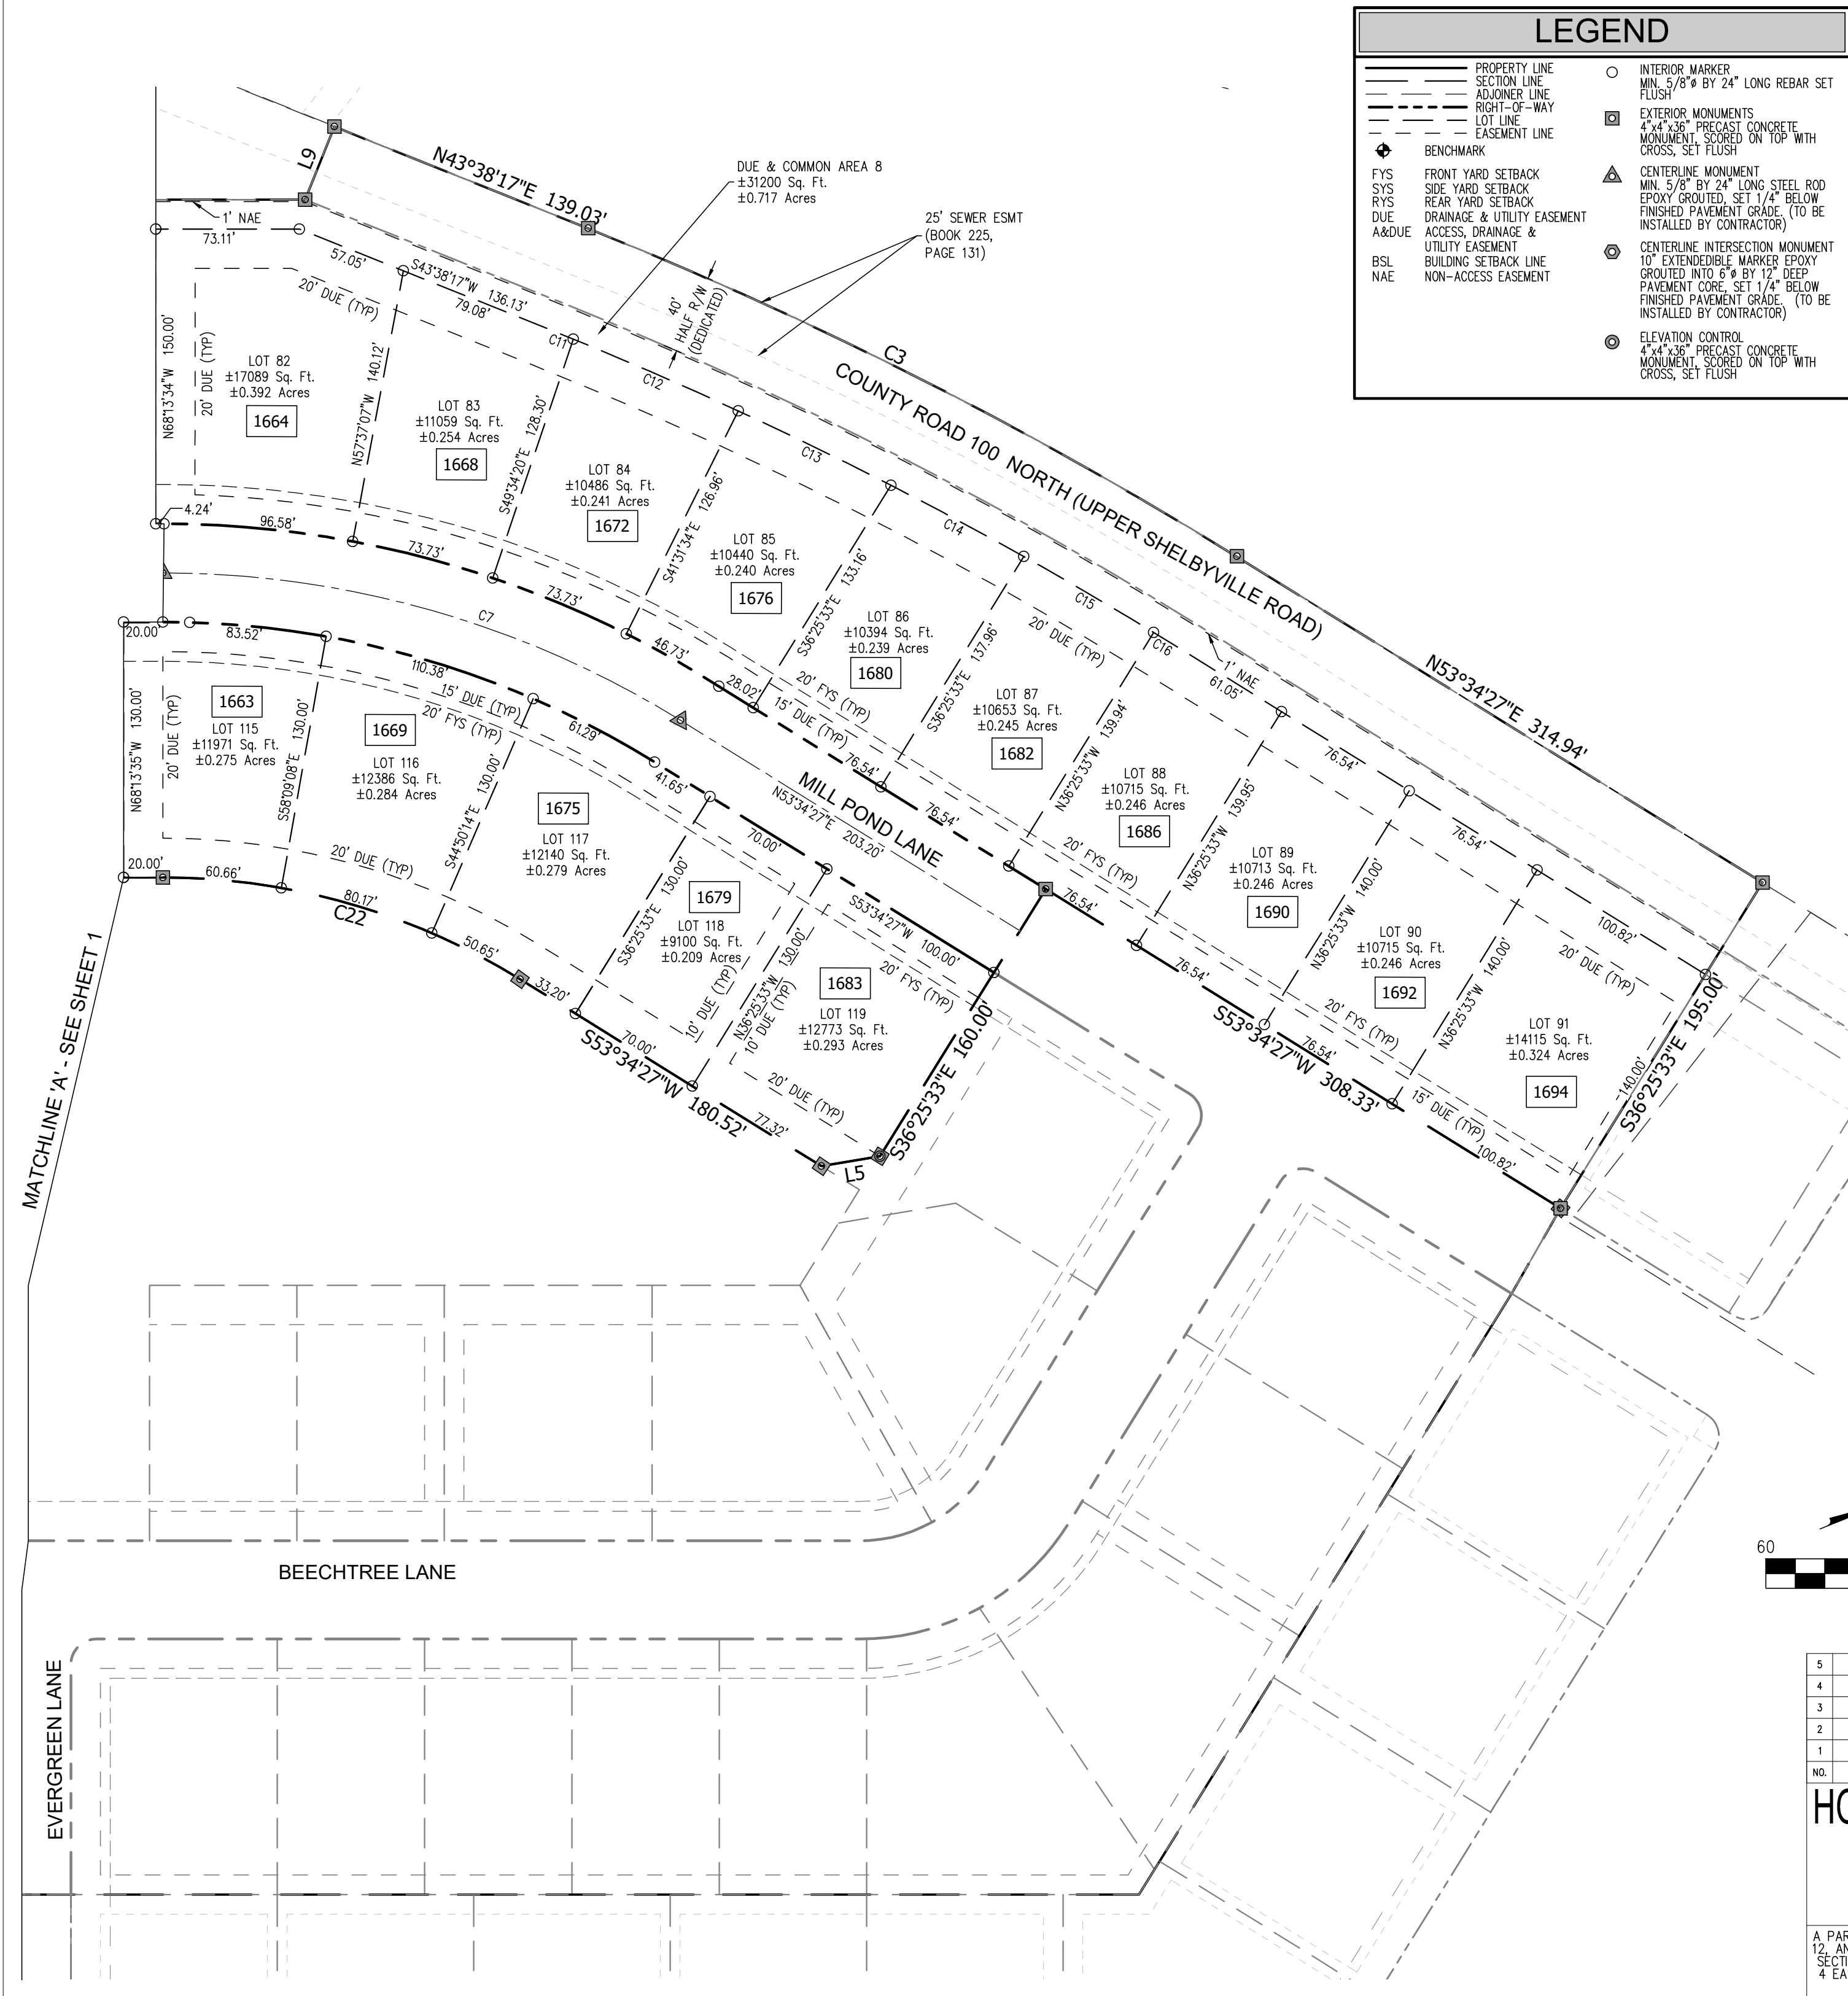 LEGEND
PROPERTY LINE
SECTION LINE
ADJOINER LINE
RIGHT-OF-WAY
LOT LINE
EASEMENT LINE
BENCHMARK
FYS FRONT YARD SETBACK
SYS SIDE YARD SETBACK
RYS REAR YARD SETBACK
DUE DRAINAGE & UTILITY EASEMENT
A&DUE ACCESS, DRAINAGE &
UTILITY EASEMENT
BSL BUILDING SETBACK LINE
NAE NON-ACCESS EASEMENT
INTERIOR MARKER
MIN. 5/8"ø BY 24" LONG REBAR SET
FLUSH
EXTERIOR MONUMENTS
4"x4"x36" PRECAST CONCRETE
MONUMENT, SCORED ON TOP WITH
CROSS, SET FLUSH
CENTERLINE MONUMENT
MIN. 5/8" BY 24" LONG STEEL ROD
EPOXY GROUTED, SET 1/4" BELOW
FINISHED PAVEMENT GRADE. (TO BE
INSTALLED BY CONTRACTOR)
CENTERLINE INTERSECTION MONUMENT
10" EXTENDEDIBLE MARKER EPOXY
GROUTED INTO 6"ø BY 12" DEEP
PAVEMENT CORE, SET 1/4" BELOW
FINISHED PAVEMENT GRADE. (TO BE
INSTALLED BY CONTRACTOR)
ELEVATION CONTROL
4"x4"x36" PRECAST CONCRETE
MONUMENT, SCORED ON TOP WITH
CROSS, SET FLUSH
L9
N43°38'17"E 139.03'
DUE & COMMON AREA 8
±31200 Sq. Ft.
±0.717 Acres
25' SEWER ESMT
(BOOK 225,
PAGE 131)
1' NAE
73.11'
57.05'
S43°38'17"W 136.13'
79.08'
20' DUE (TYP)
40'
HALF R/W
(DEDICATED)
C3
C11
C12
C13
C14
C15
C16
COUNTY ROAD 100 NORTH (UPPER SHELBYVILLE ROAD)
1' NAE
61.05'
N53°34'27"E 314.94'
76.54'
76.54'
100.82'
20' DUE (TYP)
20' DUE (TYP)
N68°13'34"W 150.00'
20' DUE (TYP)
LOT 82
±17089 Sq. Ft.
±0.392 Acres
1664
N57°37'07"W 140.12'
LOT 83
±11059 Sq. Ft.
±0.254 Acres
1668
S49°34'20"E 128.30'
LOT 84
±10486 Sq. Ft.
±0.241 Acres
1672
S41°31'34"E 126.96'
LOT 85
±10440 Sq. Ft.
±0.240 Acres
1676
S36°25'33"E 133.16'
LOT 86
±10394 Sq. Ft.
±0.239 Acres
1680
S36°25'33"E 137.96'
LOT 87
±10653 Sq. Ft.
±0.245 Acres
1682
N36°25'33"W 139.94'
LOT 88
±10715 Sq. Ft.
±0.246 Acres
1686
N36°25'33"W 139.95'
LOT 89
±10713 Sq. Ft.
±0.246 Acres
1690
N36°25'33"W 140.00'
LOT 90
±10715 Sq. Ft.
±0.246 Acres
1692
N36°25'33"W 140.00'
LOT 91
±14115 Sq. Ft.
±0.324 Acres
1694
140.00'
S36°25'33"E 195.00'
4.24'
96.58'
73.73'
73.73'
46.73'
28.02'
76.54'
76.54'
76.54'
76.54'
76.54'
100.82'
20' FYS (TYP)
15' DUE (TYP)
20' FYS (TYP)
20' FYS (TYP)
15' DUE (TYP)
S53°34'27"W 308.33'
C7
MILL POND LANE
N53°34'27"E 203.20'
20.00'
83.52'
110.38'
61.29'
41.65'
70.00'
S53°34'27"W 100.00'
15' DUE (TYP)
20' FYS (TYP)
20' FYS (TYP)
N68°13'35"W 130.00'
20' DUE (TYP)
1663
LOT 115
±11971 Sq. Ft.
±0.275 Acres
S58°09'08"E 130.00'
1669
LOT 116
±12386 Sq. Ft.
±0.284 Acres
S44°50'14"E 130.00'
1675
LOT 117
±12140 Sq. Ft.
±0.279 Acres
S36°25'33"E 130.00'
1679
LOT 118
±9100 Sq. Ft.
±0.209 Acres
10' DUE (TYP)
N36°25'33"W 130.00'
10' DUE (TYP)
1683
LOT 119
±12773 Sq. Ft.
±0.293 Acres
S36°25'33"E 160.00'
20' DUE (TYP)
20' DUE (TYP)
20.00'
60.66'
80.17'
C22
50.65'
33.20'
70.00'
77.32'
S53°34'27"W 180.52'
L5
MATCHLINE 'A' - SEE SHEET 1
BEECHTREE LANE
EVERGREEN LANE
60
5
4
3
2
1
NO.
HO
A PAR
12, AN
SECTI
4 EA